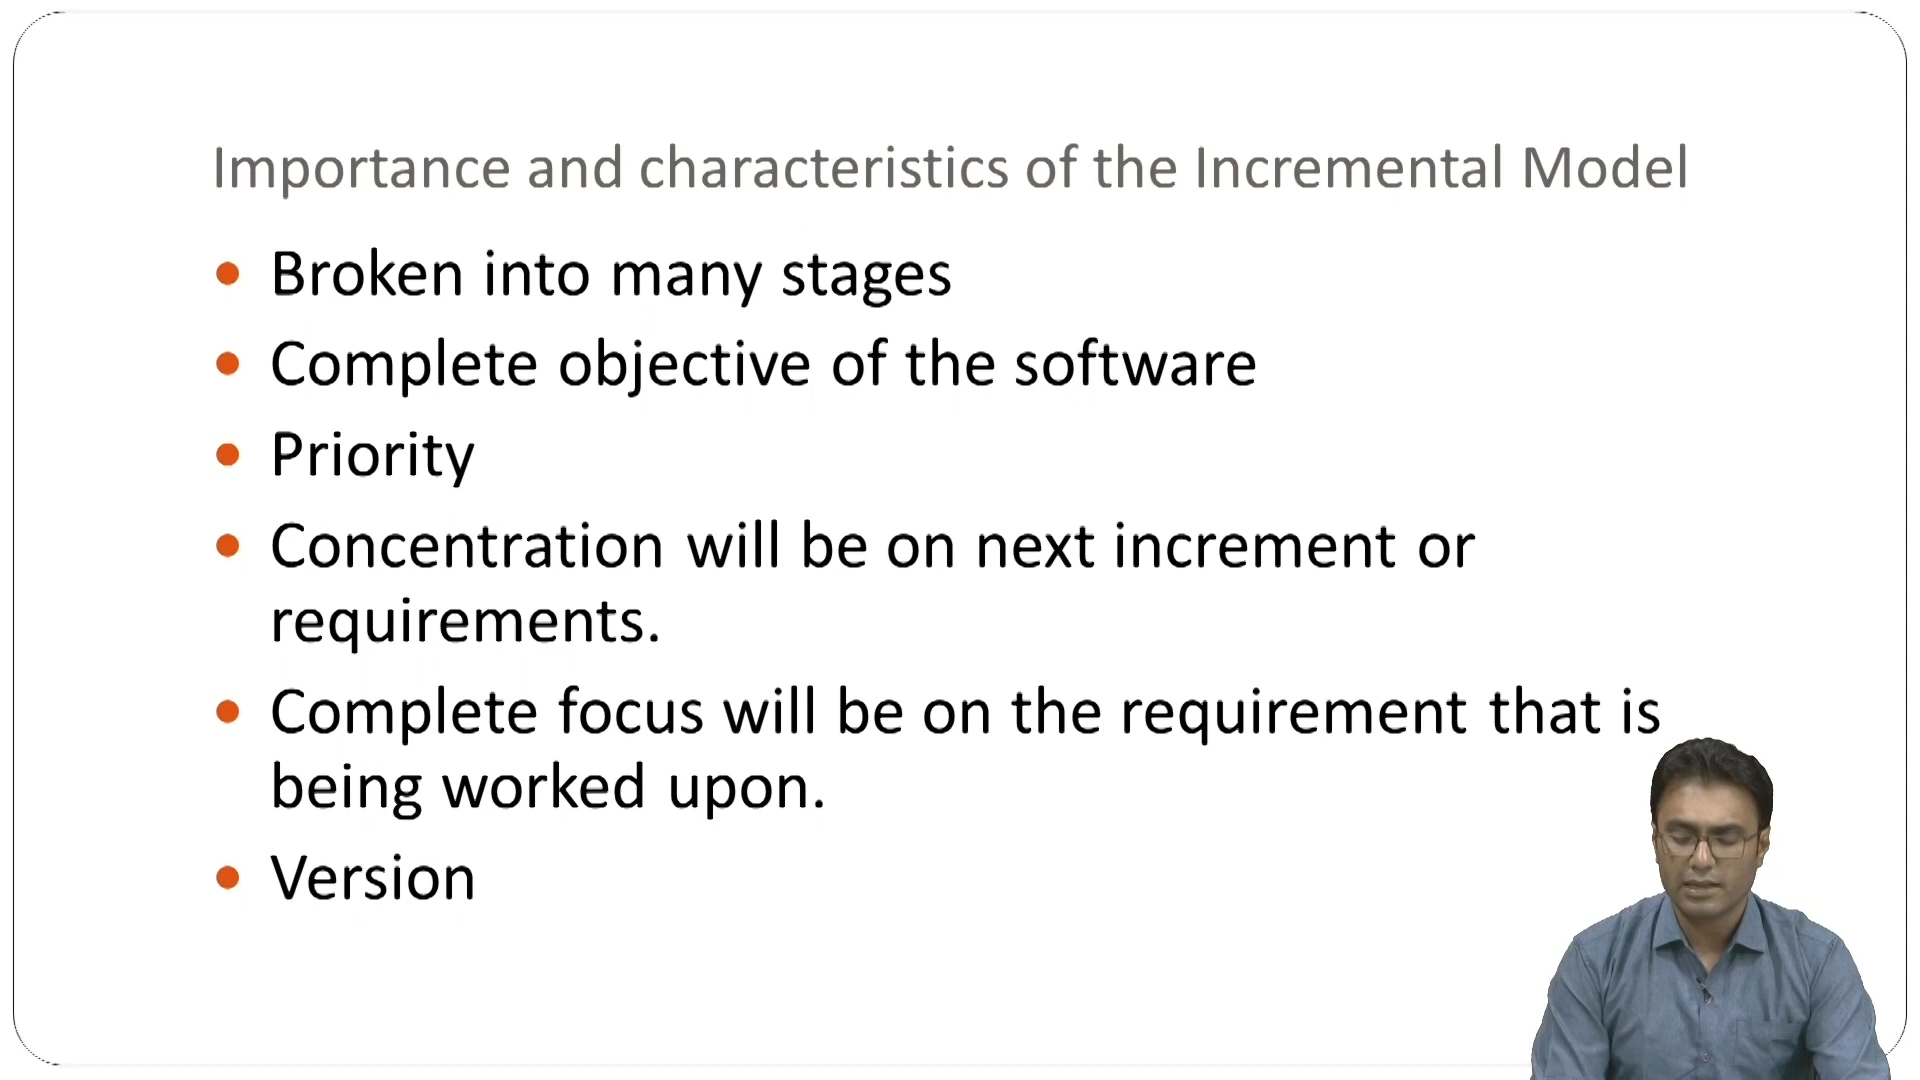 Importance and characteristics of the Incremental Model
• Broken into many stages
• Complete objective of the software
• Priority
• Concentration will be on next increment or
requirements.
• Complete focus will be on the requirement that is
being worked upon.
• Version